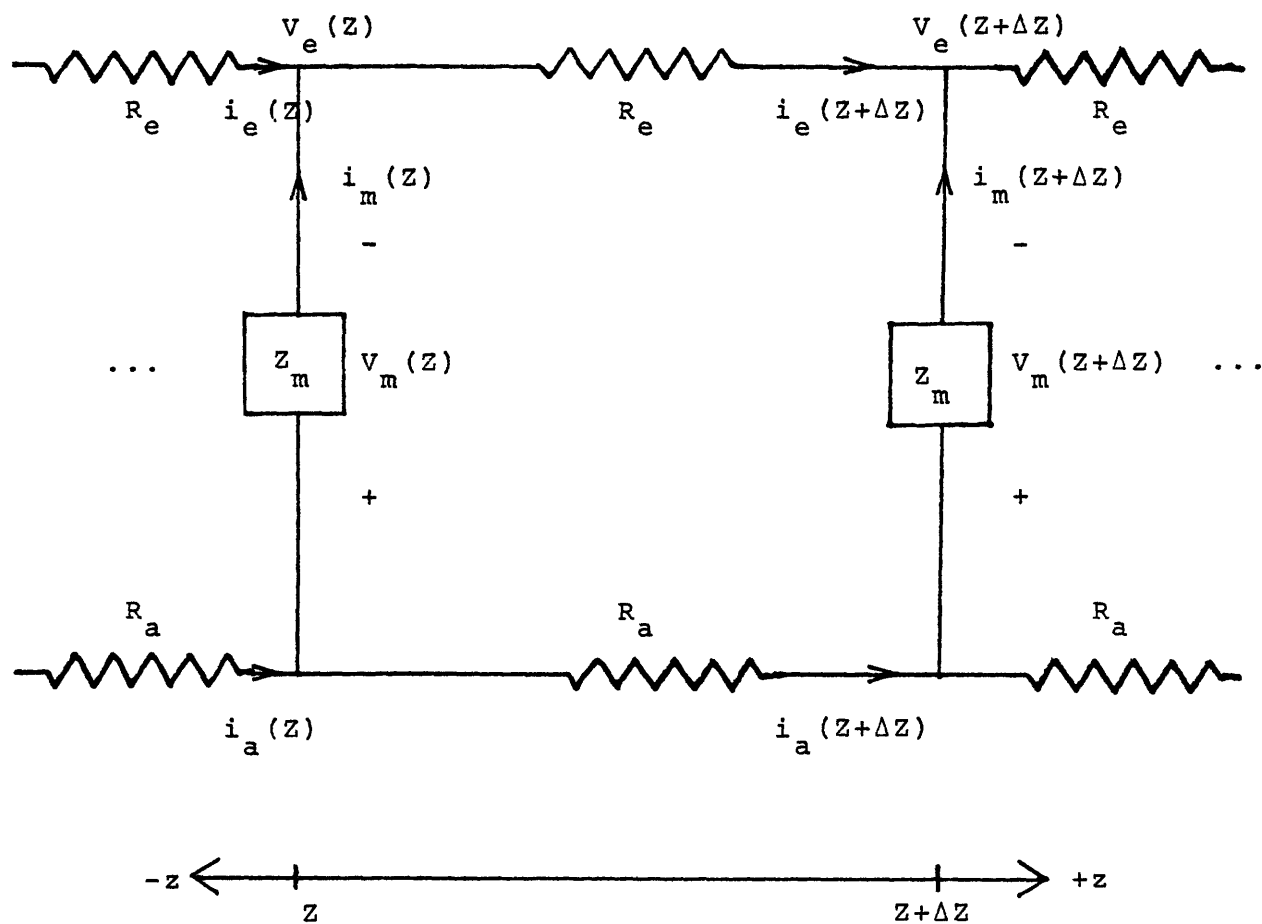 V_e(Z) V_e(Z+ΔZ)
R_e i_e(Z) R_e i_e(Z+ΔZ) R_e
i_m(Z) i_m(Z+ΔZ)
- -
... Z_m V_m(Z) Z_m V_m(Z+ΔZ) ...
+ +
R_a R_a R_a
i_a(Z) i_a(Z+ΔZ)
-z +z
Z Z+ΔZ